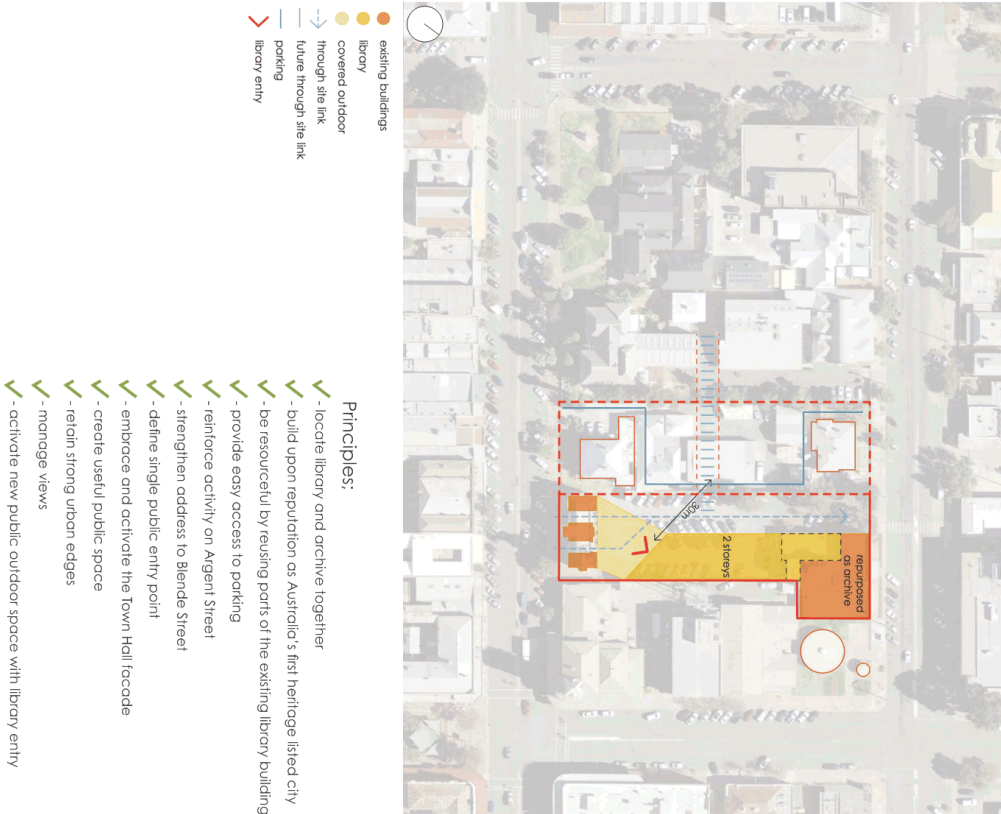 existing buildings
library
covered outdoor
through site link
future through site link
parking
library entry
Principles;
- locate library and archive together
- build upon reputation as Australia's first heritage listed city
- be resourceful by reusing parts of the existing library building
- provide easy access to parking
- reinforce activity on Argent Street
- strengthen address to Blende Street
- define single public entry point
- embrace and activate the Town Hall faccade
- create useful public space
- retain strong urban edges
- manage views
- activate new public outdoor space with library entry
30m
2 storeys
repurposed
as archive